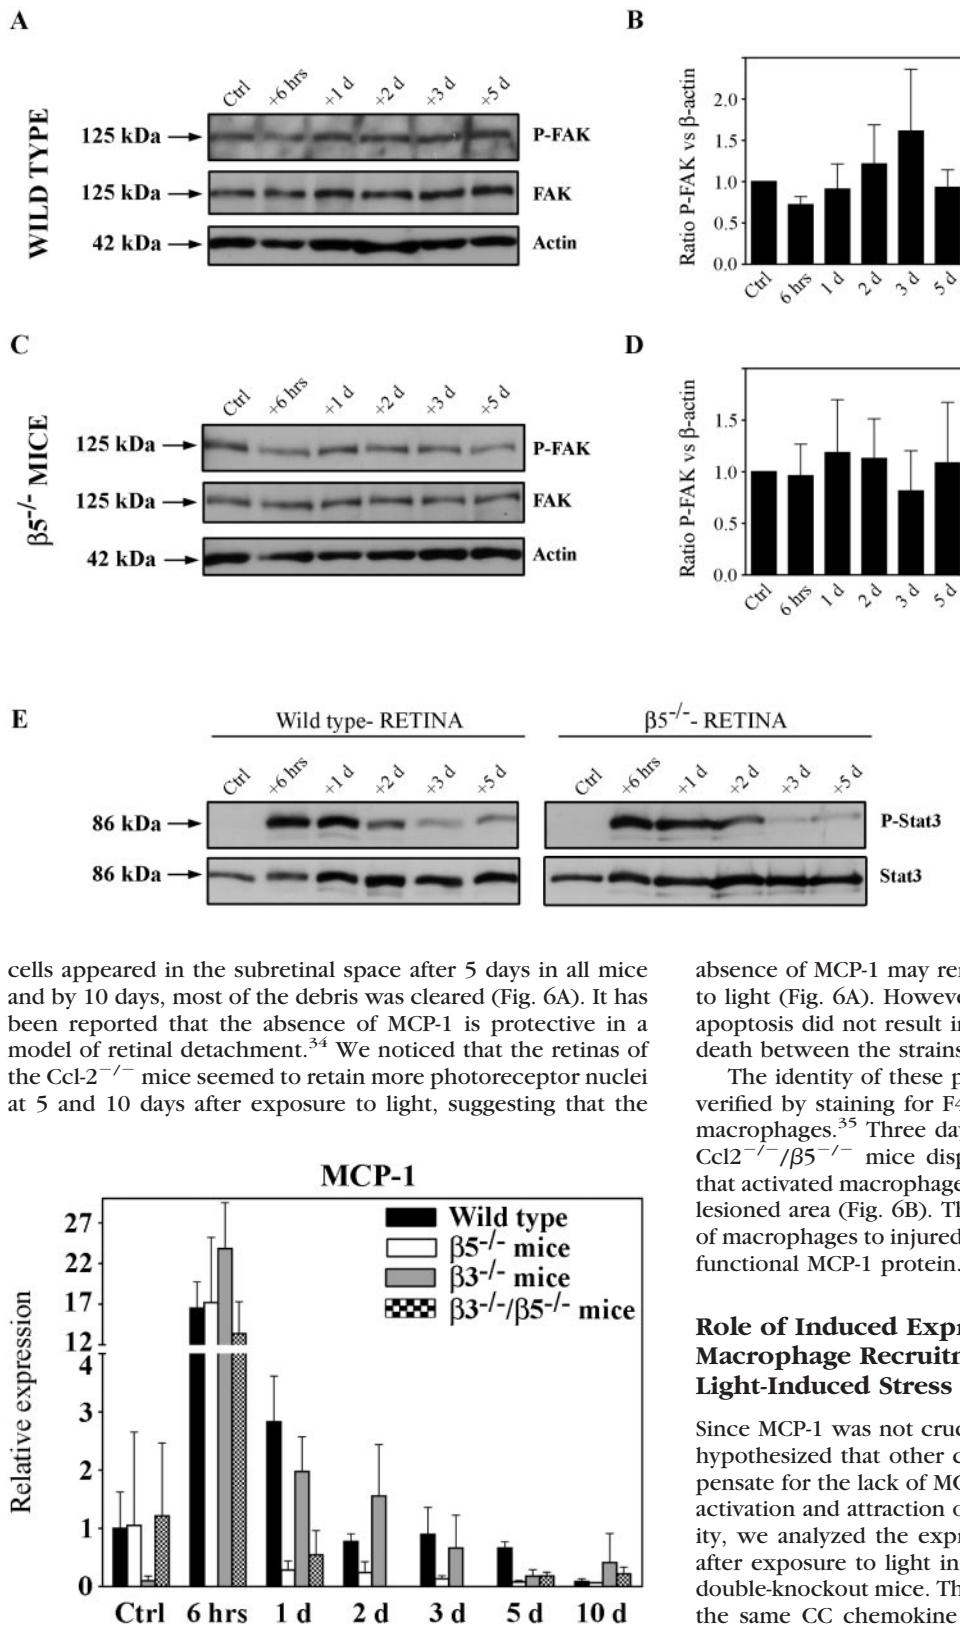 A
WILD TYPE
Ctrl +6 hrs +1 d +2 d +3 d +5 d
125 kDa P-FAK
125 kDa FAK
42 kDa Actin
B
Ratio P-FAK vs β-actin
2.0
1.5
1.0
0.5
0.0
Ctrl 6 hrs 1 d 2 d 3 d 5 d
C
β5-/- MICE
Ctrl +6 hrs +1 d +2 d +3 d +5 d
125 kDa P-FAK
125 kDa FAK
42 kDa Actin
D
Ratio P-FAK vs β-actin
1.5
1.0
0.5
0.0
Ctrl 6 hrs 1 d 2 d 3 d 5 d
E
Wild type- RETINA
β5-/-- RETINA
Ctrl +6 hrs +1 d +2 d +3 d +5 d
Ctrl +6 hrs +1 d +2 d +3 d +5 d
86 kDa P-Stat3
86 kDa Stat3
cells appeared in the subretinal space after 5 days in all mice
and by 10 days, most of the debris was cleared (Fig. 6A). It has
been reported that the absence of MCP-1 is protective in a
model of retinal detachment.34 We noticed that the retinas of
the Ccl-2−/− mice seemed to retain more photoreceptor nuclei
at 5 and 10 days after exposure to light, suggesting that the
MCP-1
Relative expression
27
22
17
12
4
3
2
1
0
Wild type
β5-/- mice
β3-/- mice
β3-/-/β5-/- mice
Ctrl 6 hrs 1 d 2 d 3 d 5 d 10 d
absence of MCP-1 may re
to light (Fig. 6A). Howeve
apoptosis did not result in
death between the strains
The identity of these p
verified by staining for F4
macrophages.35 Three day
Ccl2−/−/β5−/− mice disp
that activated macrophage
lesioned area (Fig. 6B). Th
of macrophages to injured
functional MCP-1 protein.
Role of Induced Expr
Macrophage Recruitm
Light-Induced Stress
Since MCP-1 was not cruc
hypothesized that other c
pensate for the lack of MC
activation and attraction o
ity, we analyzed the expr
after exposure to light in
double-knockout mice. Th
the same CC chemokine